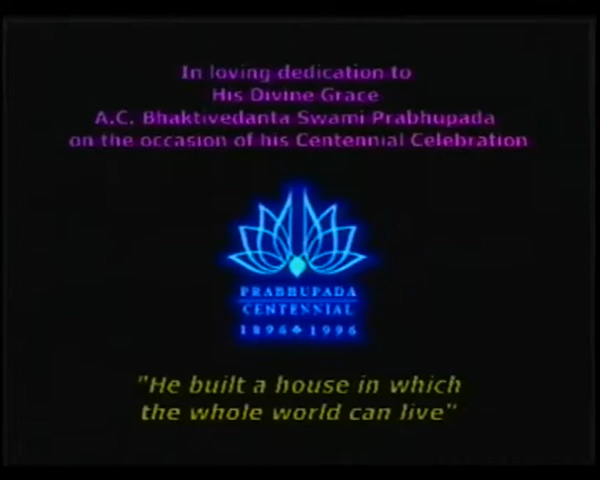 In loving dedication to
His Divine Grace
A.C. Bhaktivedanta Swami Prabhupada
on the occasion of his Centennial Celebration
PRABHUPADA
CENTENNIAL
1896 ❖ 1996
"He built a house in which
the whole world can live"